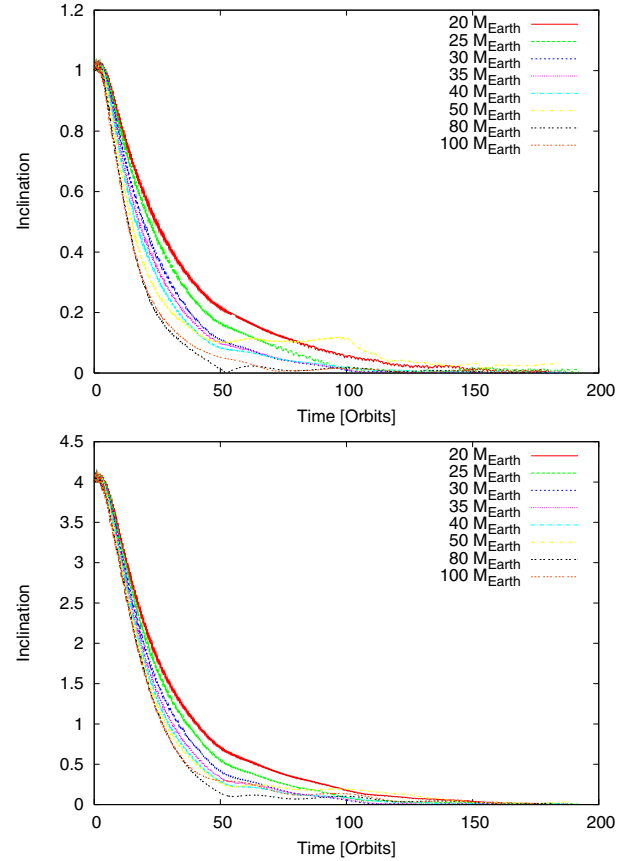 1.2
1
0.8
0.6
0.4
0.2
0
Inclination
20 M_Earth
25 M_Earth
30 M_Earth
35 M_Earth
40 M_Earth
50 M_Earth
80 M_Earth
100 M_Earth
0 50 100 150 200
Time [Orbits]
4.5
4
3.5
3
2.5
2
1.5
1
0.5
0
Inclination
20 M_Earth
25 M_Earth
30 M_Earth
35 M_Earth
40 M_Earth
50 M_Earth
80 M_Earth
100 M_Earth
0 50 100 150 200
Time [Orbits]